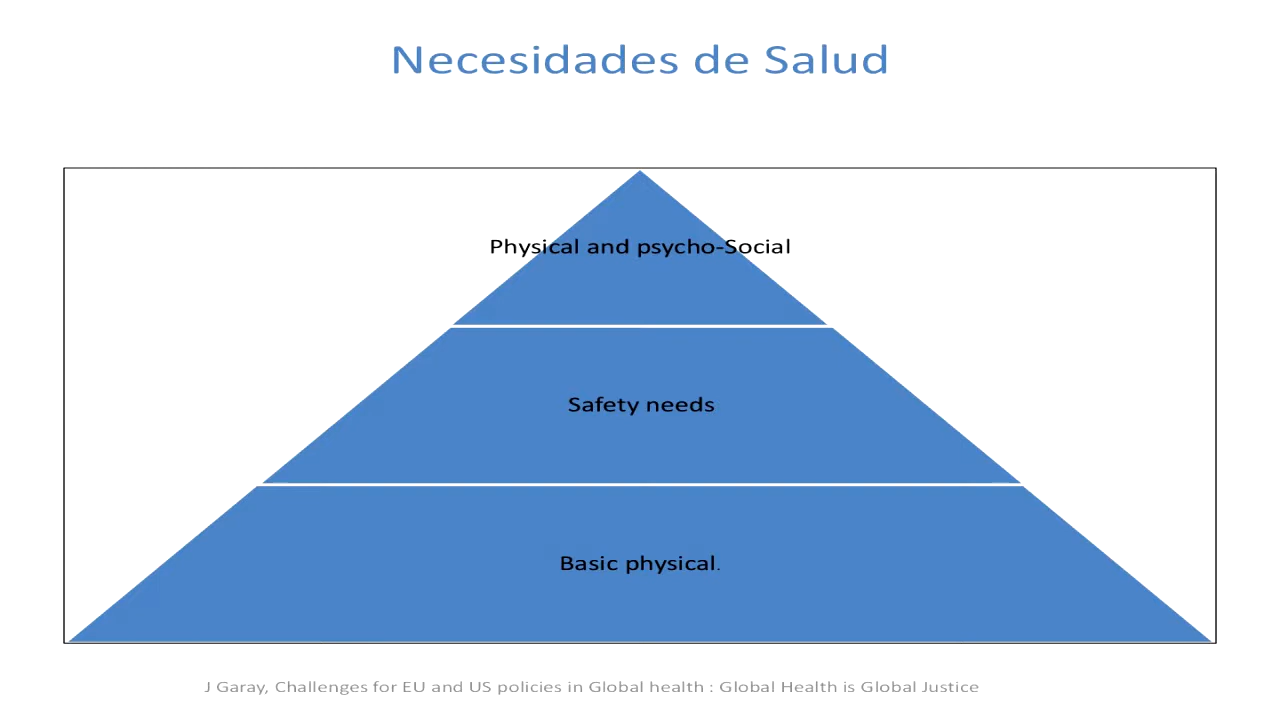 Necesidades de Salud
Physical and psycho-Social
Safety needs
Basic physical.
J Garay, Challenges for EU and US policies in Global health : Global Health is Global Justice